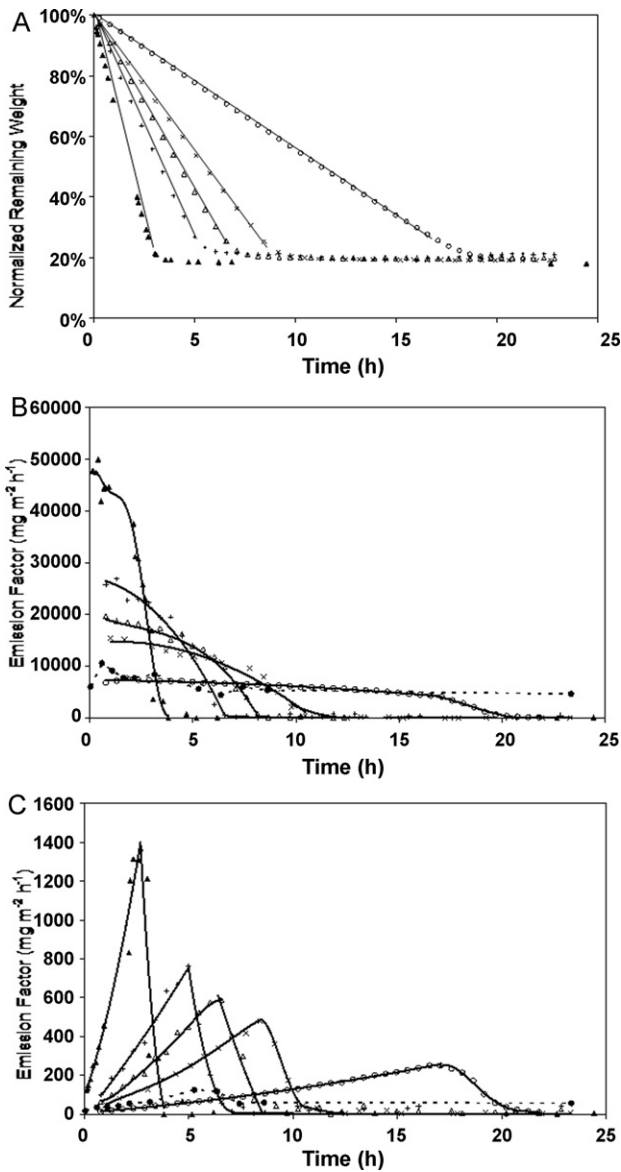 A
Normalized Remaining Weight
100%
80%
60%
40%
20%
0%
0 5 10 15 20 25
Time (h)
B
Emission Factor (mg m⁻² h⁻¹)
60000
50000
40000
30000
20000
10000
0
0 5 10 15 20 25
Time (h)
C
Emission Factor (mg m⁻² h⁻¹)
1600
1400
1200
1000
800
600
400
200
0
0 5 10 15 20 25
Time (h)